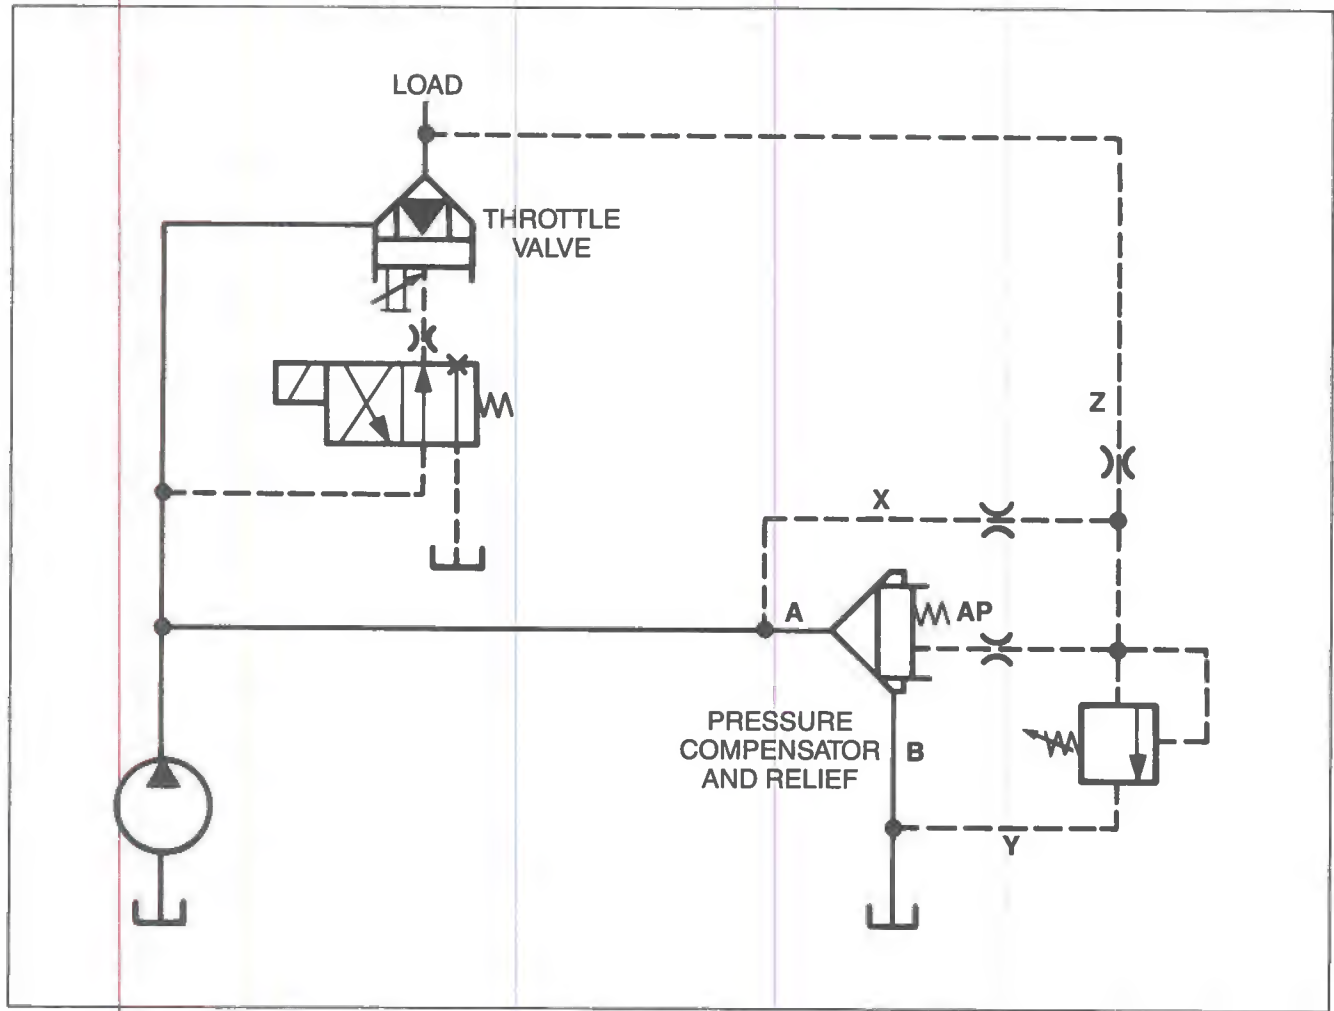 LOAD
THROTTLE
VALVE
Z
X
A
AP
PRESSURE
COMPENSATOR
AND RELIEF
B
Y